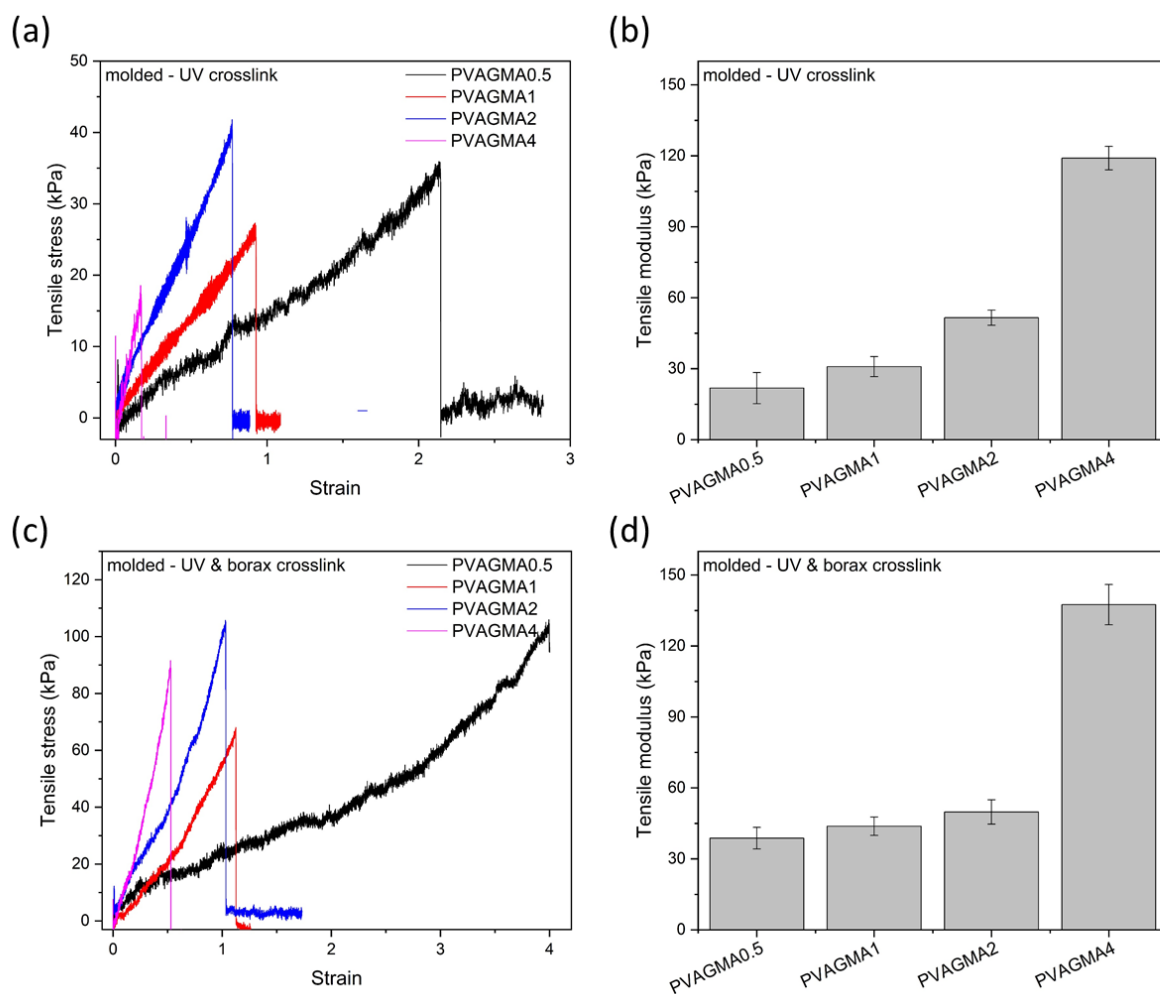 (a)
molded - UV crosslink
PVAGMA0.5
PVAGMA1
PVAGMA2
PVAGMA4
50
40
30
20
10
0
Tensile stress (kPa)
0 1 2 3
Strain
(b)
molded - UV crosslink
150
120
90
60
30
0
Tensile modulus (kPa)
PVAGMA0.5 PVAGMA1 PVAGMA2 PVAGMA4
(c)
molded - UV & borax crosslink
PVAGMA0.5
PVAGMA1
PVAGMA2
PVAGMA4
120
100
80
60
40
20
0
Tensile stress (kPa)
0 1 2 3 4
Strain
(d)
molded - UV & borax crosslink
150
120
90
60
30
0
Tensile modulus (kPa)
PVAGMA0.5 PVAGMA1 PVAGMA2 PVAGMA4